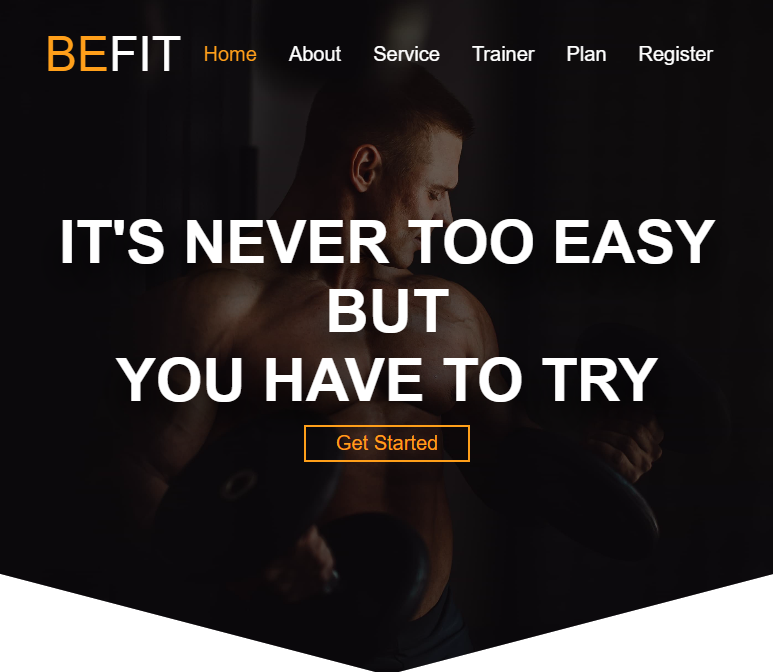 BEFIT Home About Service Trainer Plan Register
IT'S NEVER TOO EASY
BUT
YOU HAVE TO TRY
Get Started